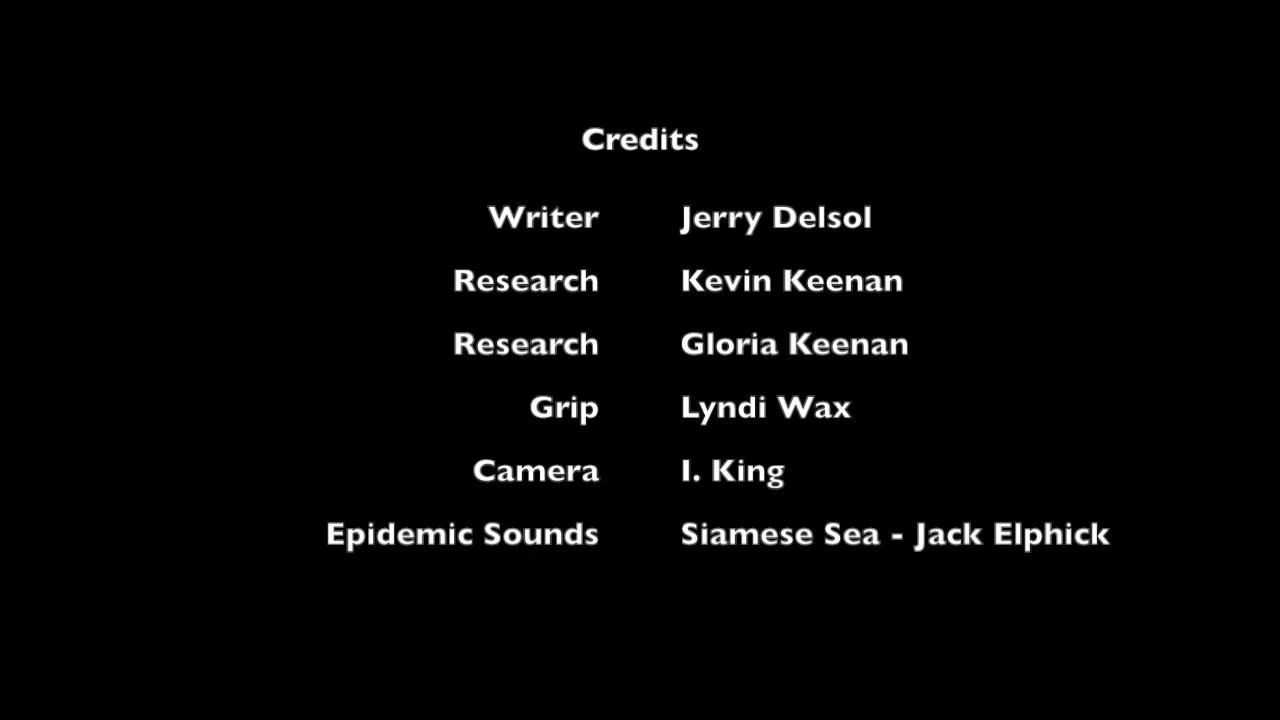 Credits
Writer Jerry Delsol
Research Kevin Keenan
Research Gloria Keenan
Grip Lyndi Wax
Camera I. King
Epidemic Sounds Siamese Sea - Jack Elphick